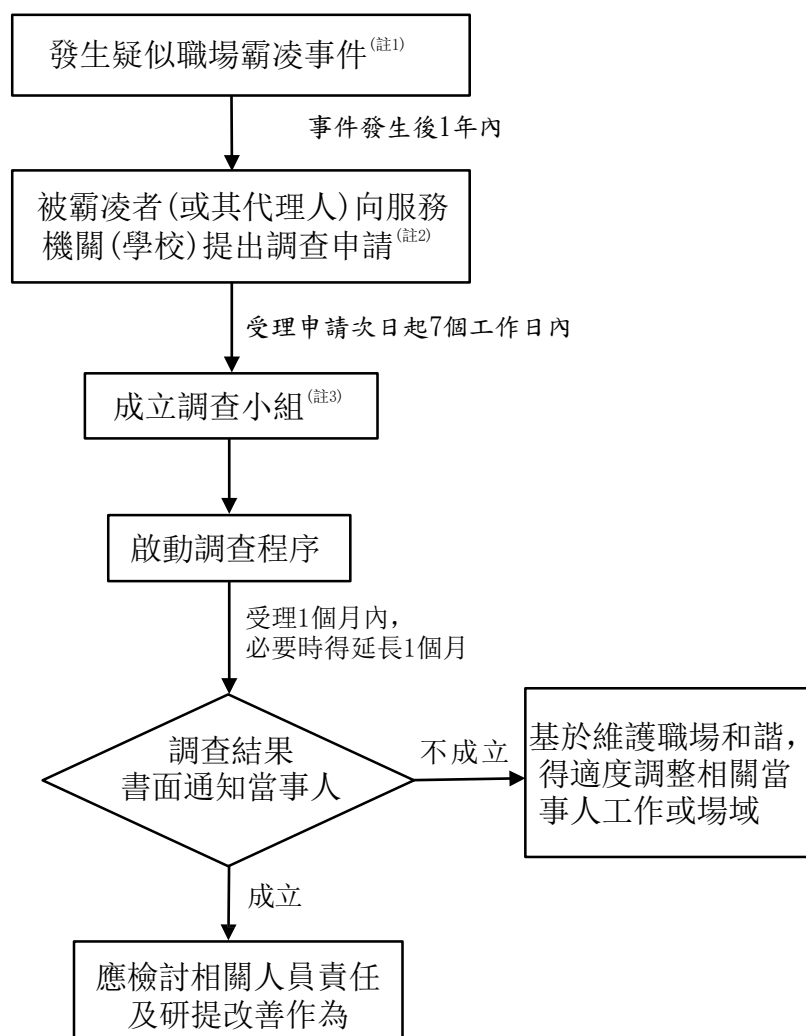 發生疑似職場霸凌事件(註1)
事件發生後1年內
被霸凌者(或其代理人)向服務
機關(學校)提出調查申請(註2)
受理申請次日起7個工作日內
成立調查小組(註3)
啟動調查程序
受理1個月內，
必要時得延長1個月
調查結果
書面通知當事人
不成立
基於維護職場和諧，
得適度調整相關當
事人工作或場域
成立
應檢討相關人員責任
及研提改善作為